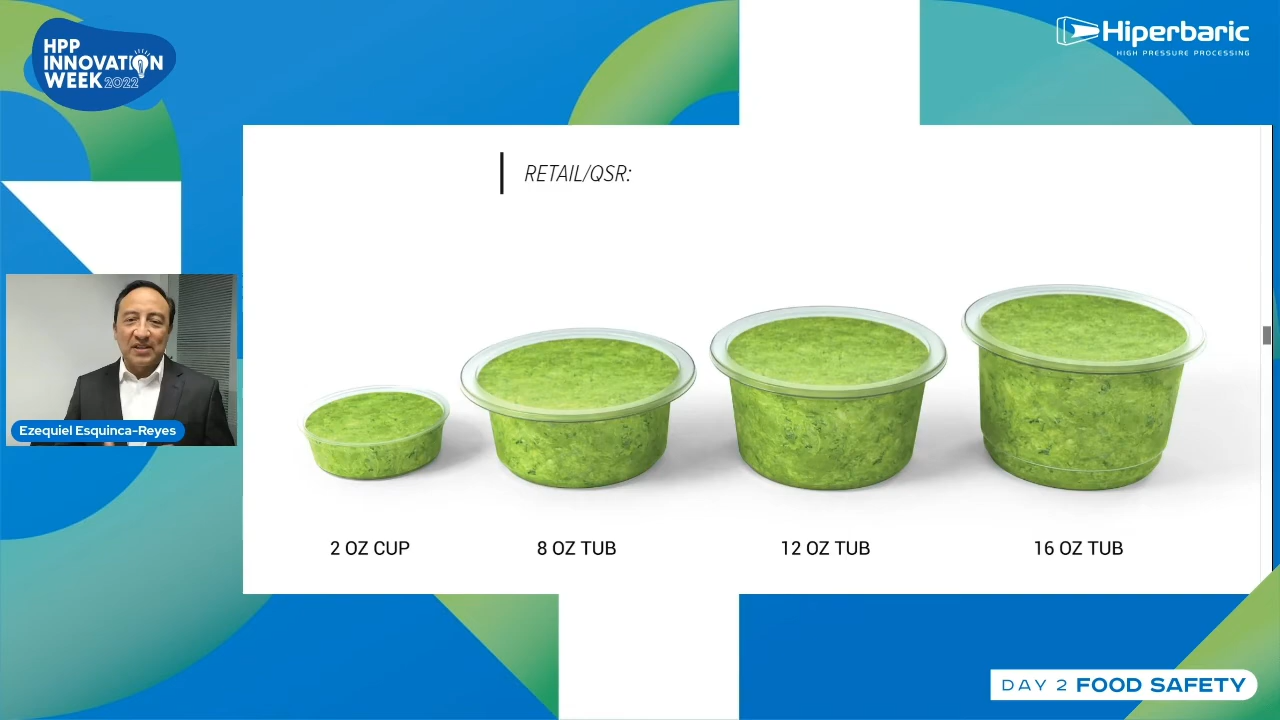 HPP
INNOVATION
WEEK 2022
Hiperbaric
HIGH PRESSURE PROCESSING
RETAIL/QSR:
Ezequiel Esquinca-Reyes
2 OZ CUP
8 OZ TUB
12 OZ TUB
16 OZ TUB
DAY 2 FOOD SAFETY